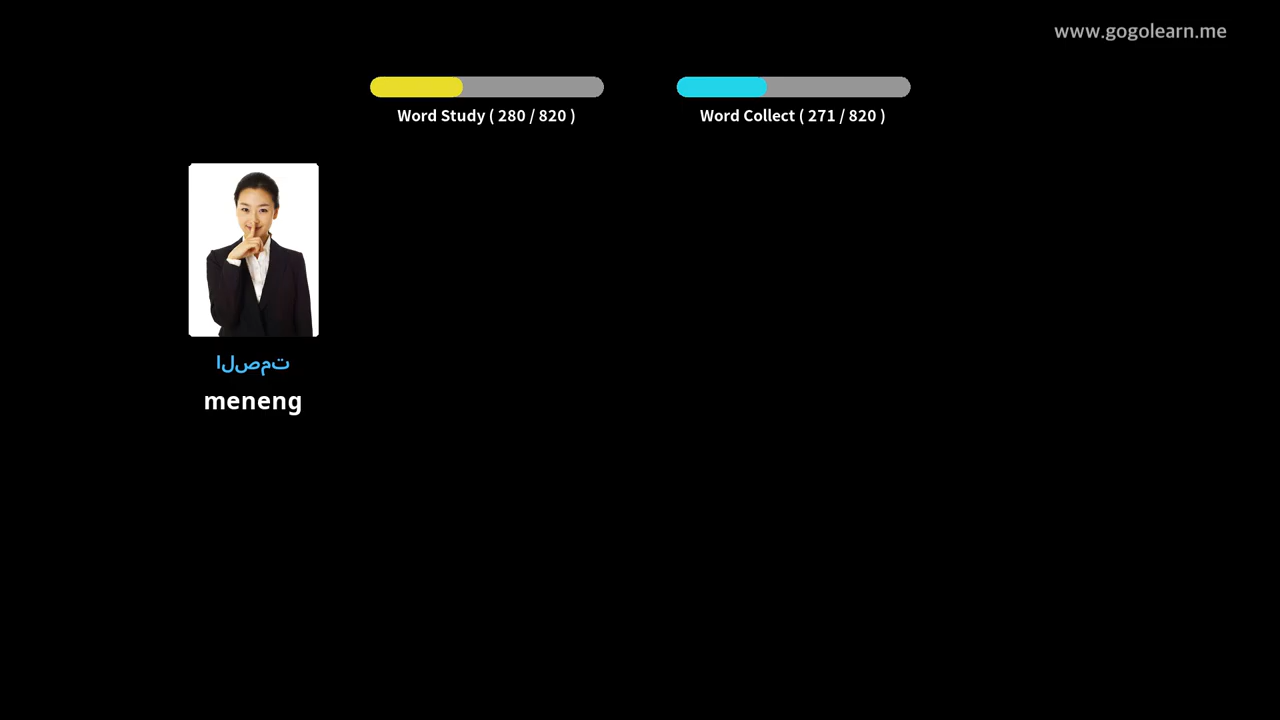 www.gogolearn.me
Word Study ( 280 / 820 )
Word Collect ( 271 / 820 )
الصمت
meneng